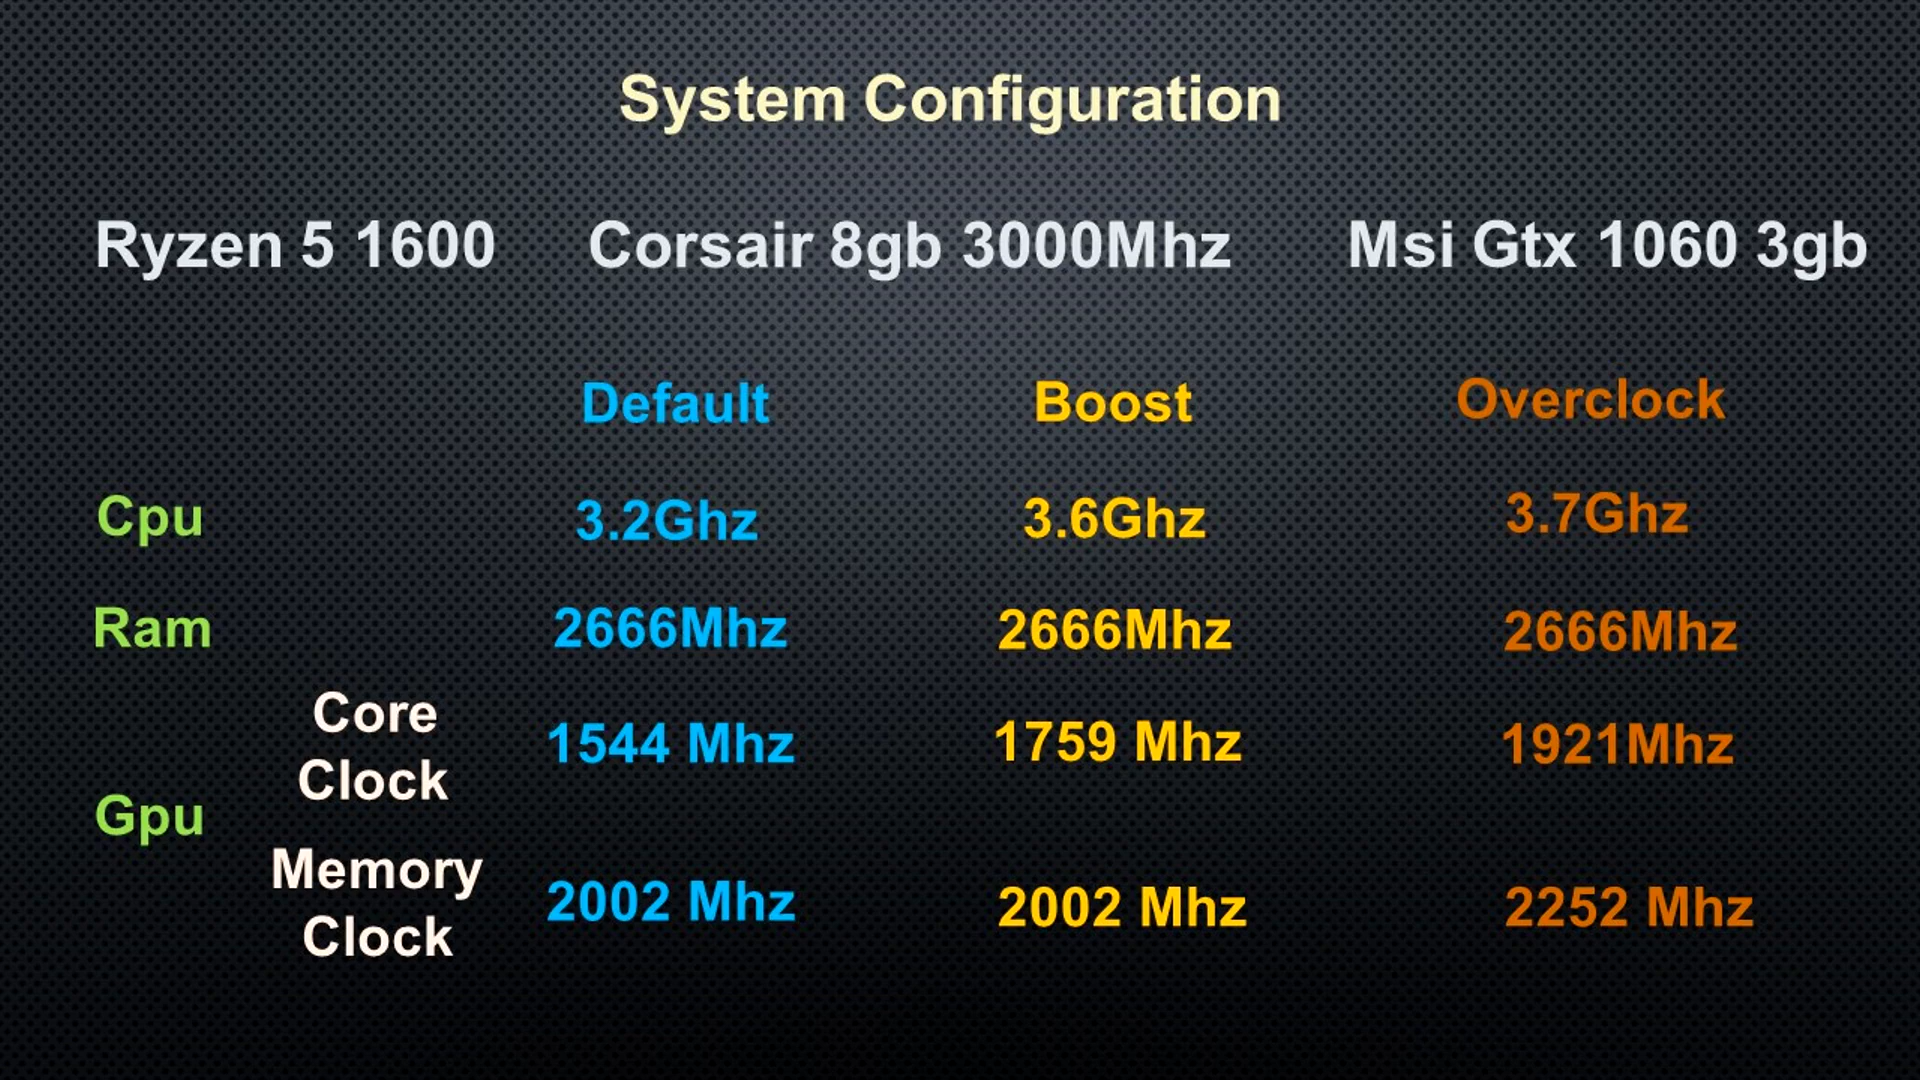 System Configuration
Ryzen 5 1600 Corsair 8gb 3000Mhz Msi Gtx 1060 3gb
Default Boost Overclock
Cpu 3.2Ghz 3.6Ghz 3.7Ghz
Ram 2666Mhz 2666Mhz 2666Mhz
Core
Clock
1544 Mhz 1759 Mhz 1921Mhz
Gpu
Memory
Clock
2002 Mhz 2002 Mhz 2252 Mhz